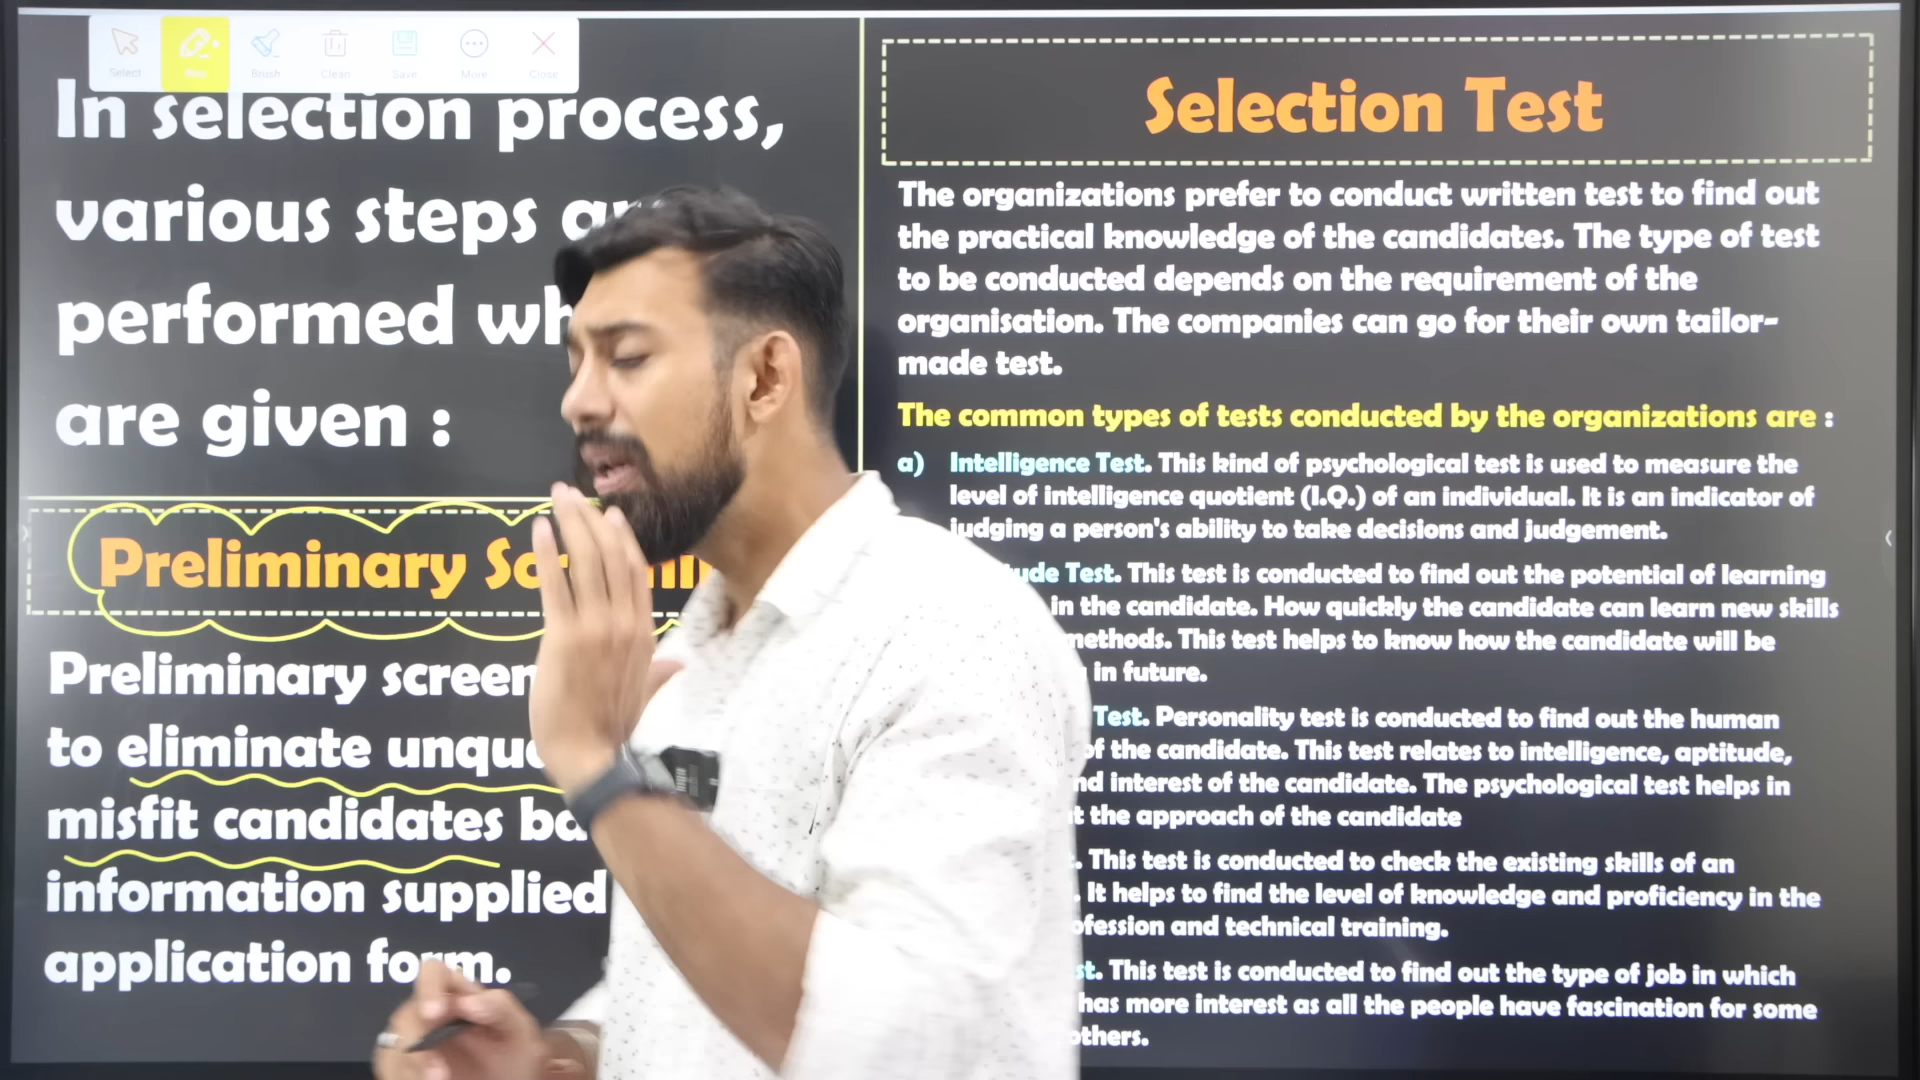 Select
Brush
Clean
Save
More
Close
In selection process,
various steps
performed
are given :
Preliminary
Preliminary
to eliminate
misfit candidates
information supplied
application form.
Selection Test
The organizations prefer to conduct written test to find out
the practical knowledge of the candidates. The type of test
to be conducted depends on the requirement of the
organisation. The companies can go for their own tailor-
made test.
The common types of tests conducted by the organizations are :
a) Intelligence Test. This kind of psychological test is used to measure the
level of intelligence quotient (I.Q.) of an individual. It is an indicator of
judging a person's ability to take decisions and judgement.
Test. This test is conducted to find out the potential of learning
in the candidate. How quickly the candidate can learn new skills
methods. This test helps to know how the candidate will be
in future.
Test. Personality test is conducted to find out the human
of the candidate. This test relates to intelligence, aptitude,
interest of the candidate. The psychological test helps in
the approach of the candidate
This test is conducted to check the existing skills of an
It helps to find the level of knowledge and proficiency in the
and technical training.
This test is conducted to find out the type of job in which
has more interest as all the people have fascination for some
others.